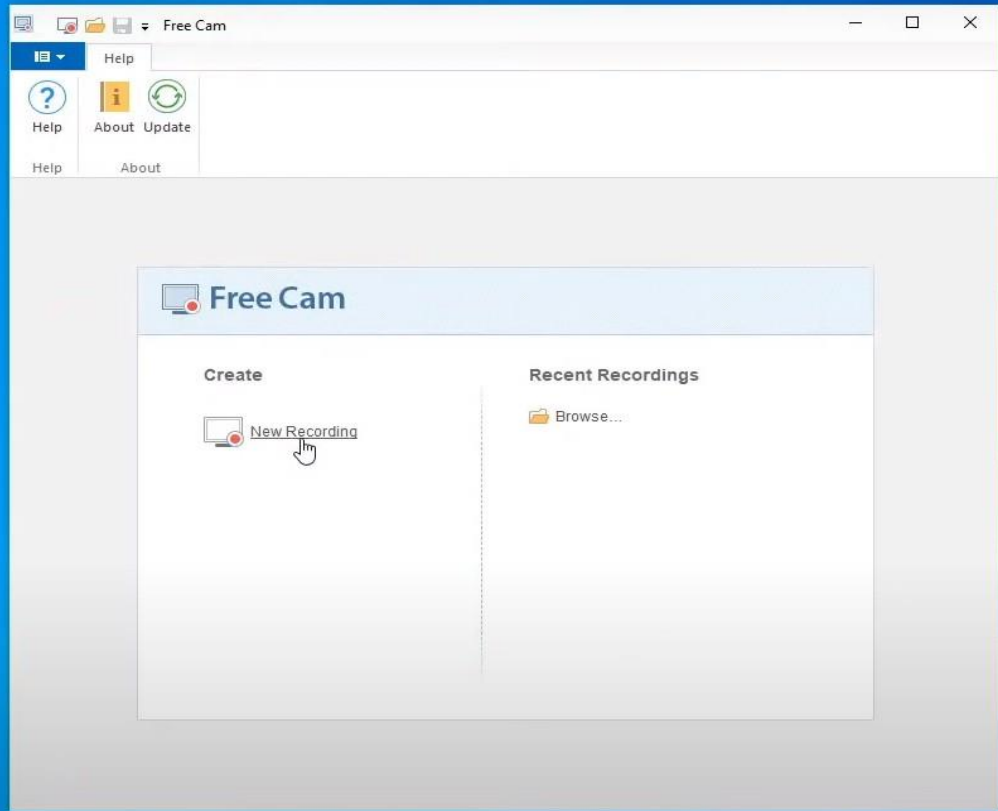 Free Cam
Help
Help
About Update
Help
About
Free Cam
Create
Recent Recordings
New Recording
Browse...